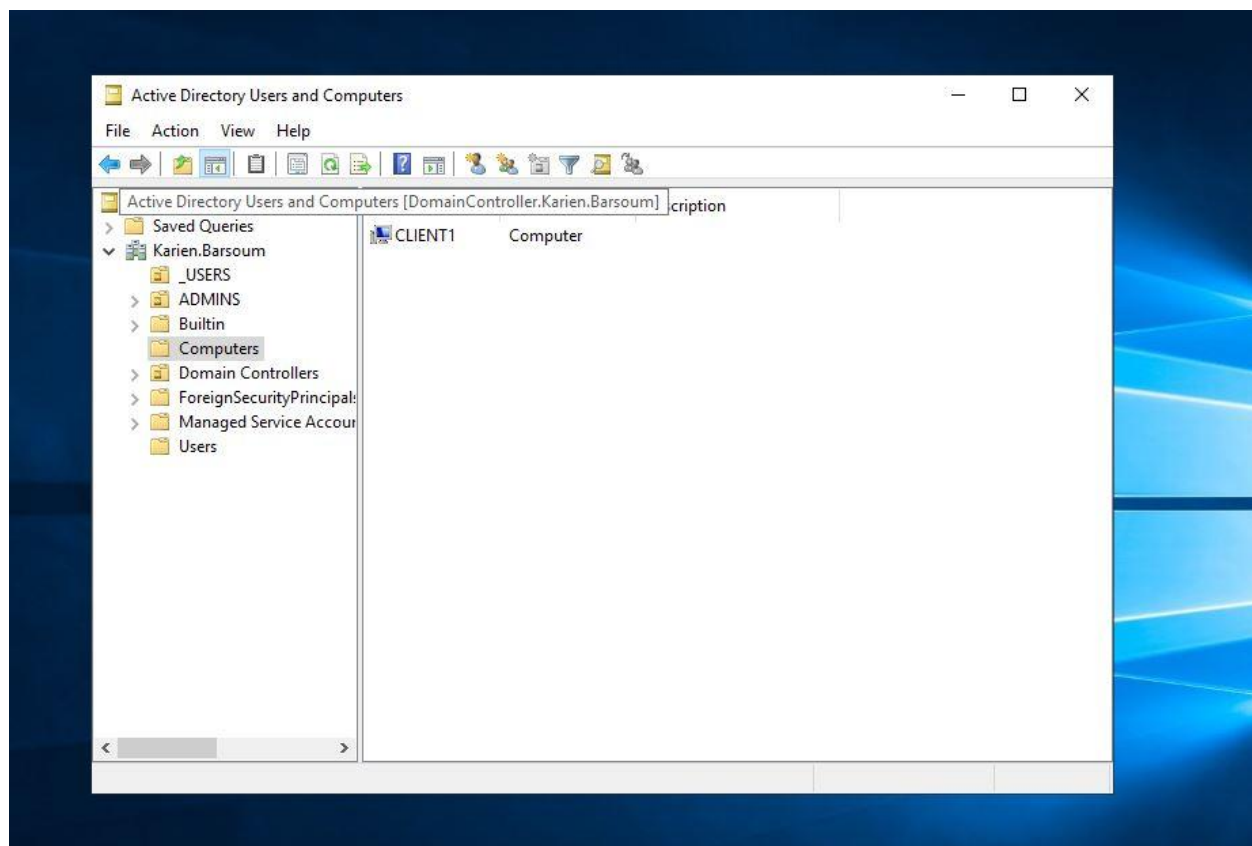 Active Directory Users and Computers
File Action View Help
Active Directory Users and Computers [DomainController.Karien.Barsoum] cription
Saved Queries
CLIENT1 Computer
Karien.Barsoum
_USERS
ADMINS
Builtin
Computers
Domain Controllers
ForeignSecurityPrincipal
Managed Service Accour
Users